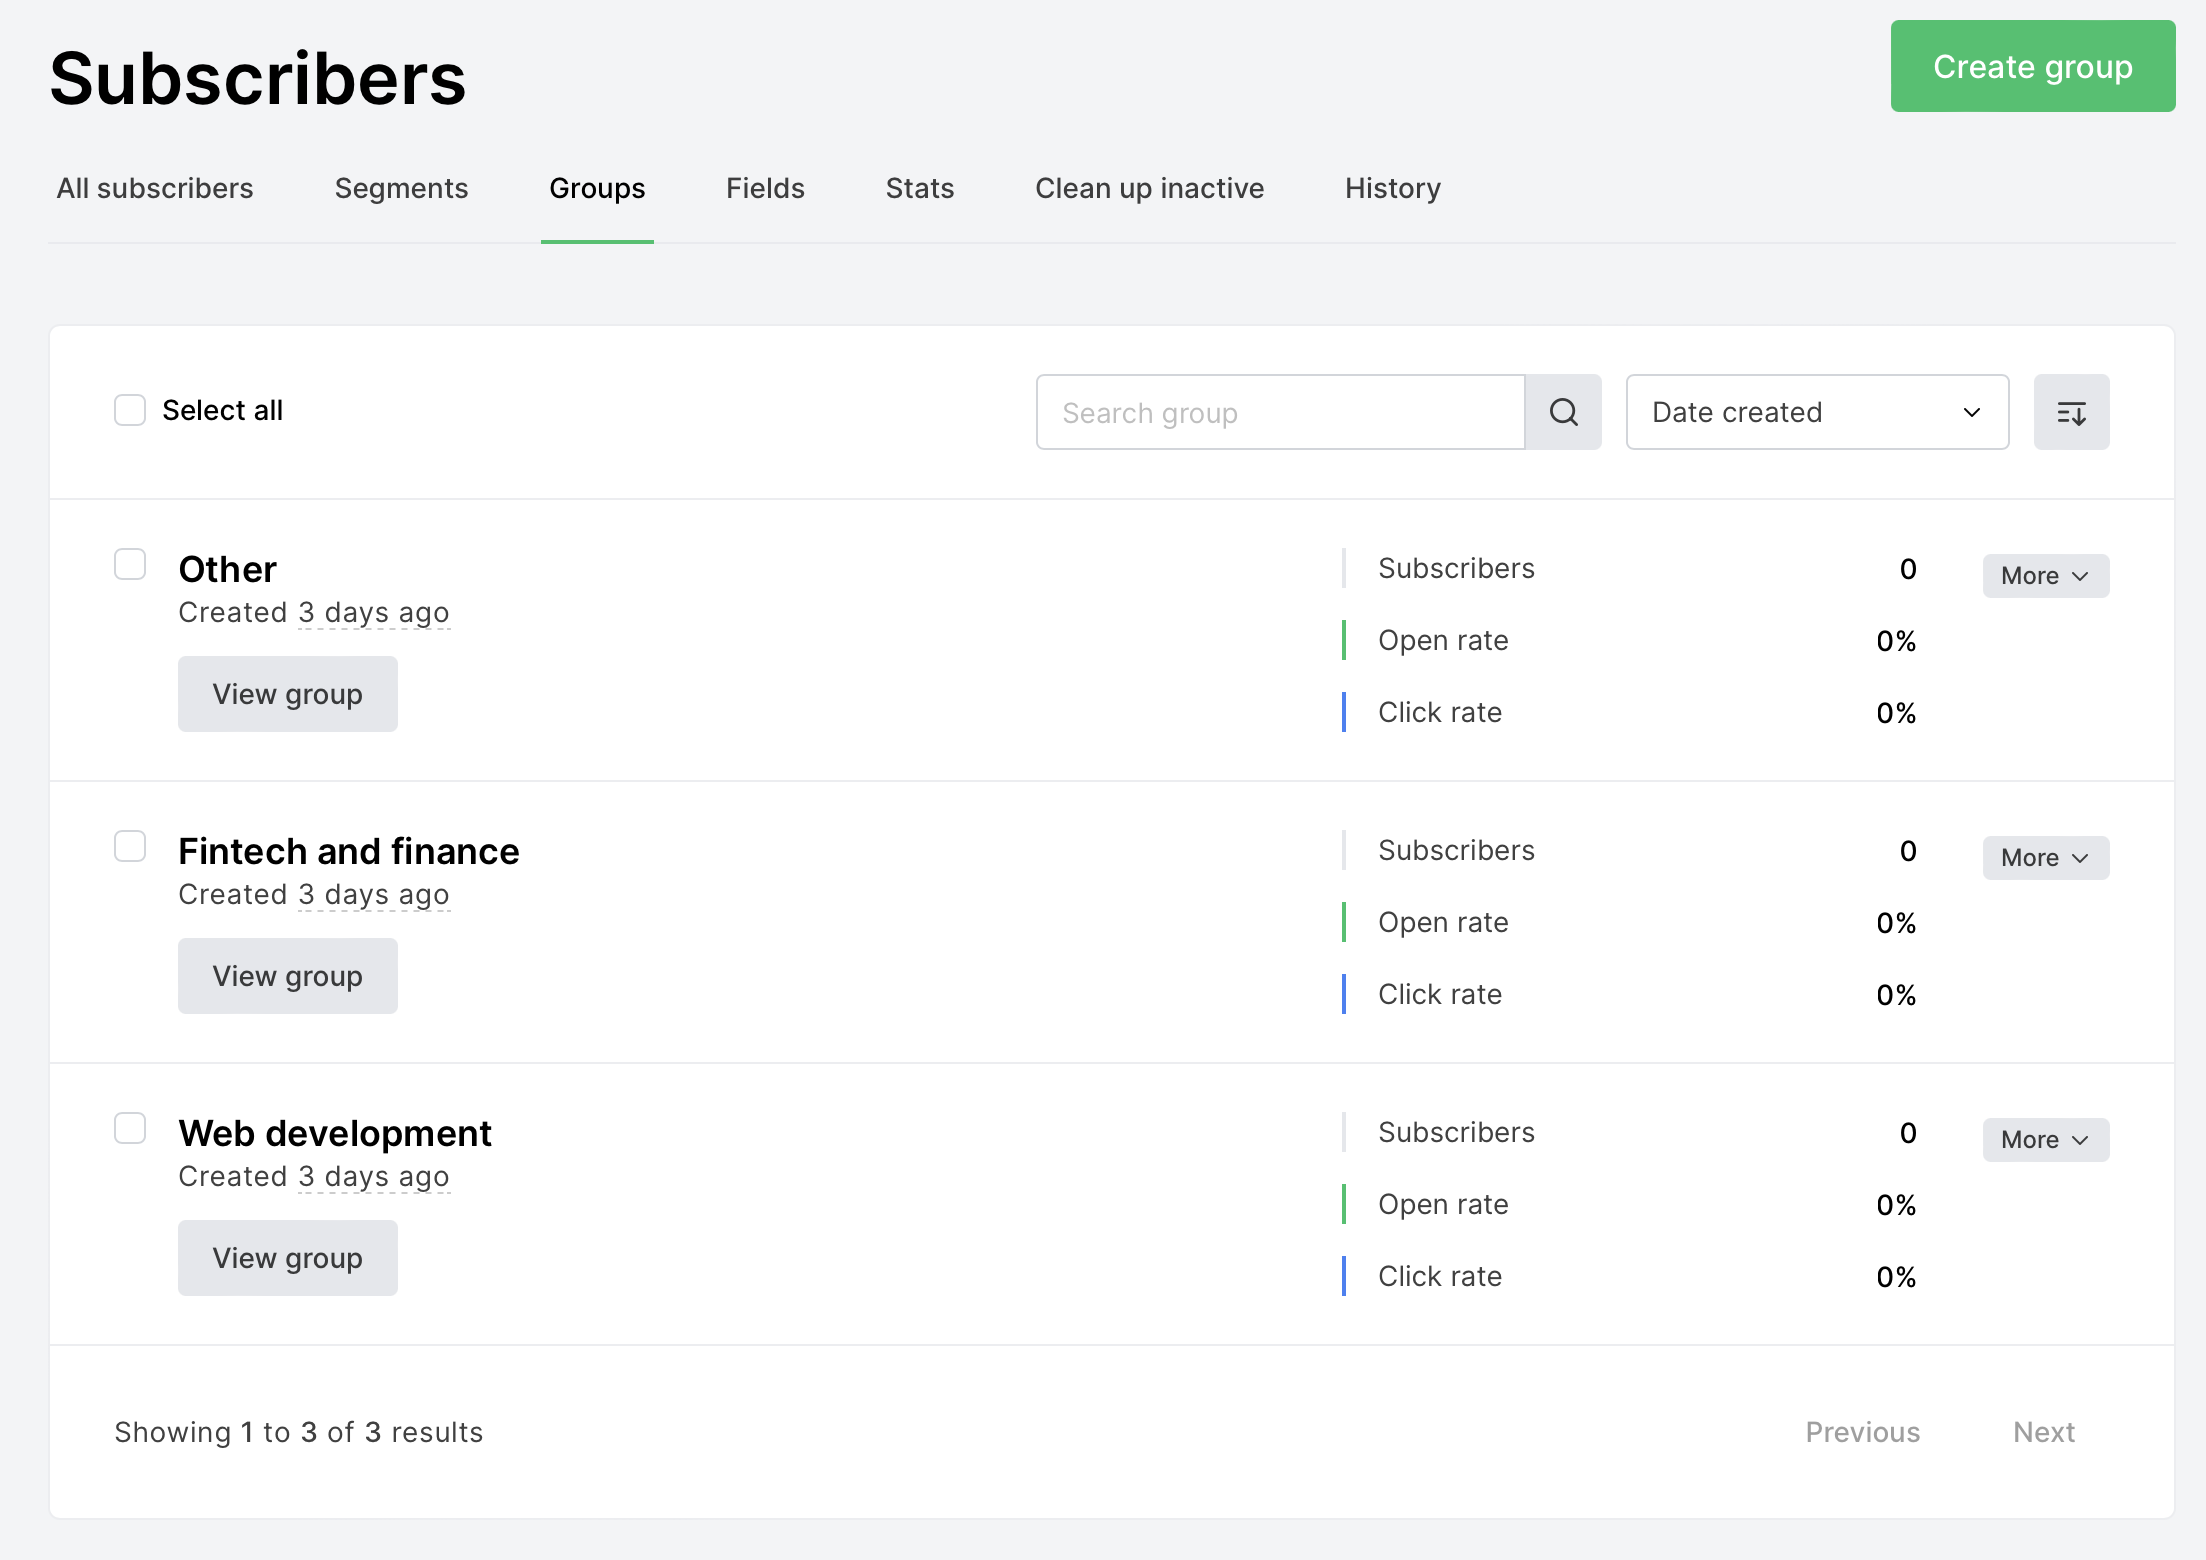 Subscribers
Create group
All subscribers Segments Groups Fields Stats Clean up inactive History
Select all Search group Date created
Other Subscribers 0 More
Created 3 days ago
Open rate 0%
View group
Click rate 0%
Fintech and finance Subscribers 0 More
Created 3 days ago
Open rate 0%
View group
Click rate 0%
Web development Subscribers 0 More
Created 3 days ago
Open rate 0%
View group
Click rate 0%
Showing 1 to 3 of 3 results Previous Next